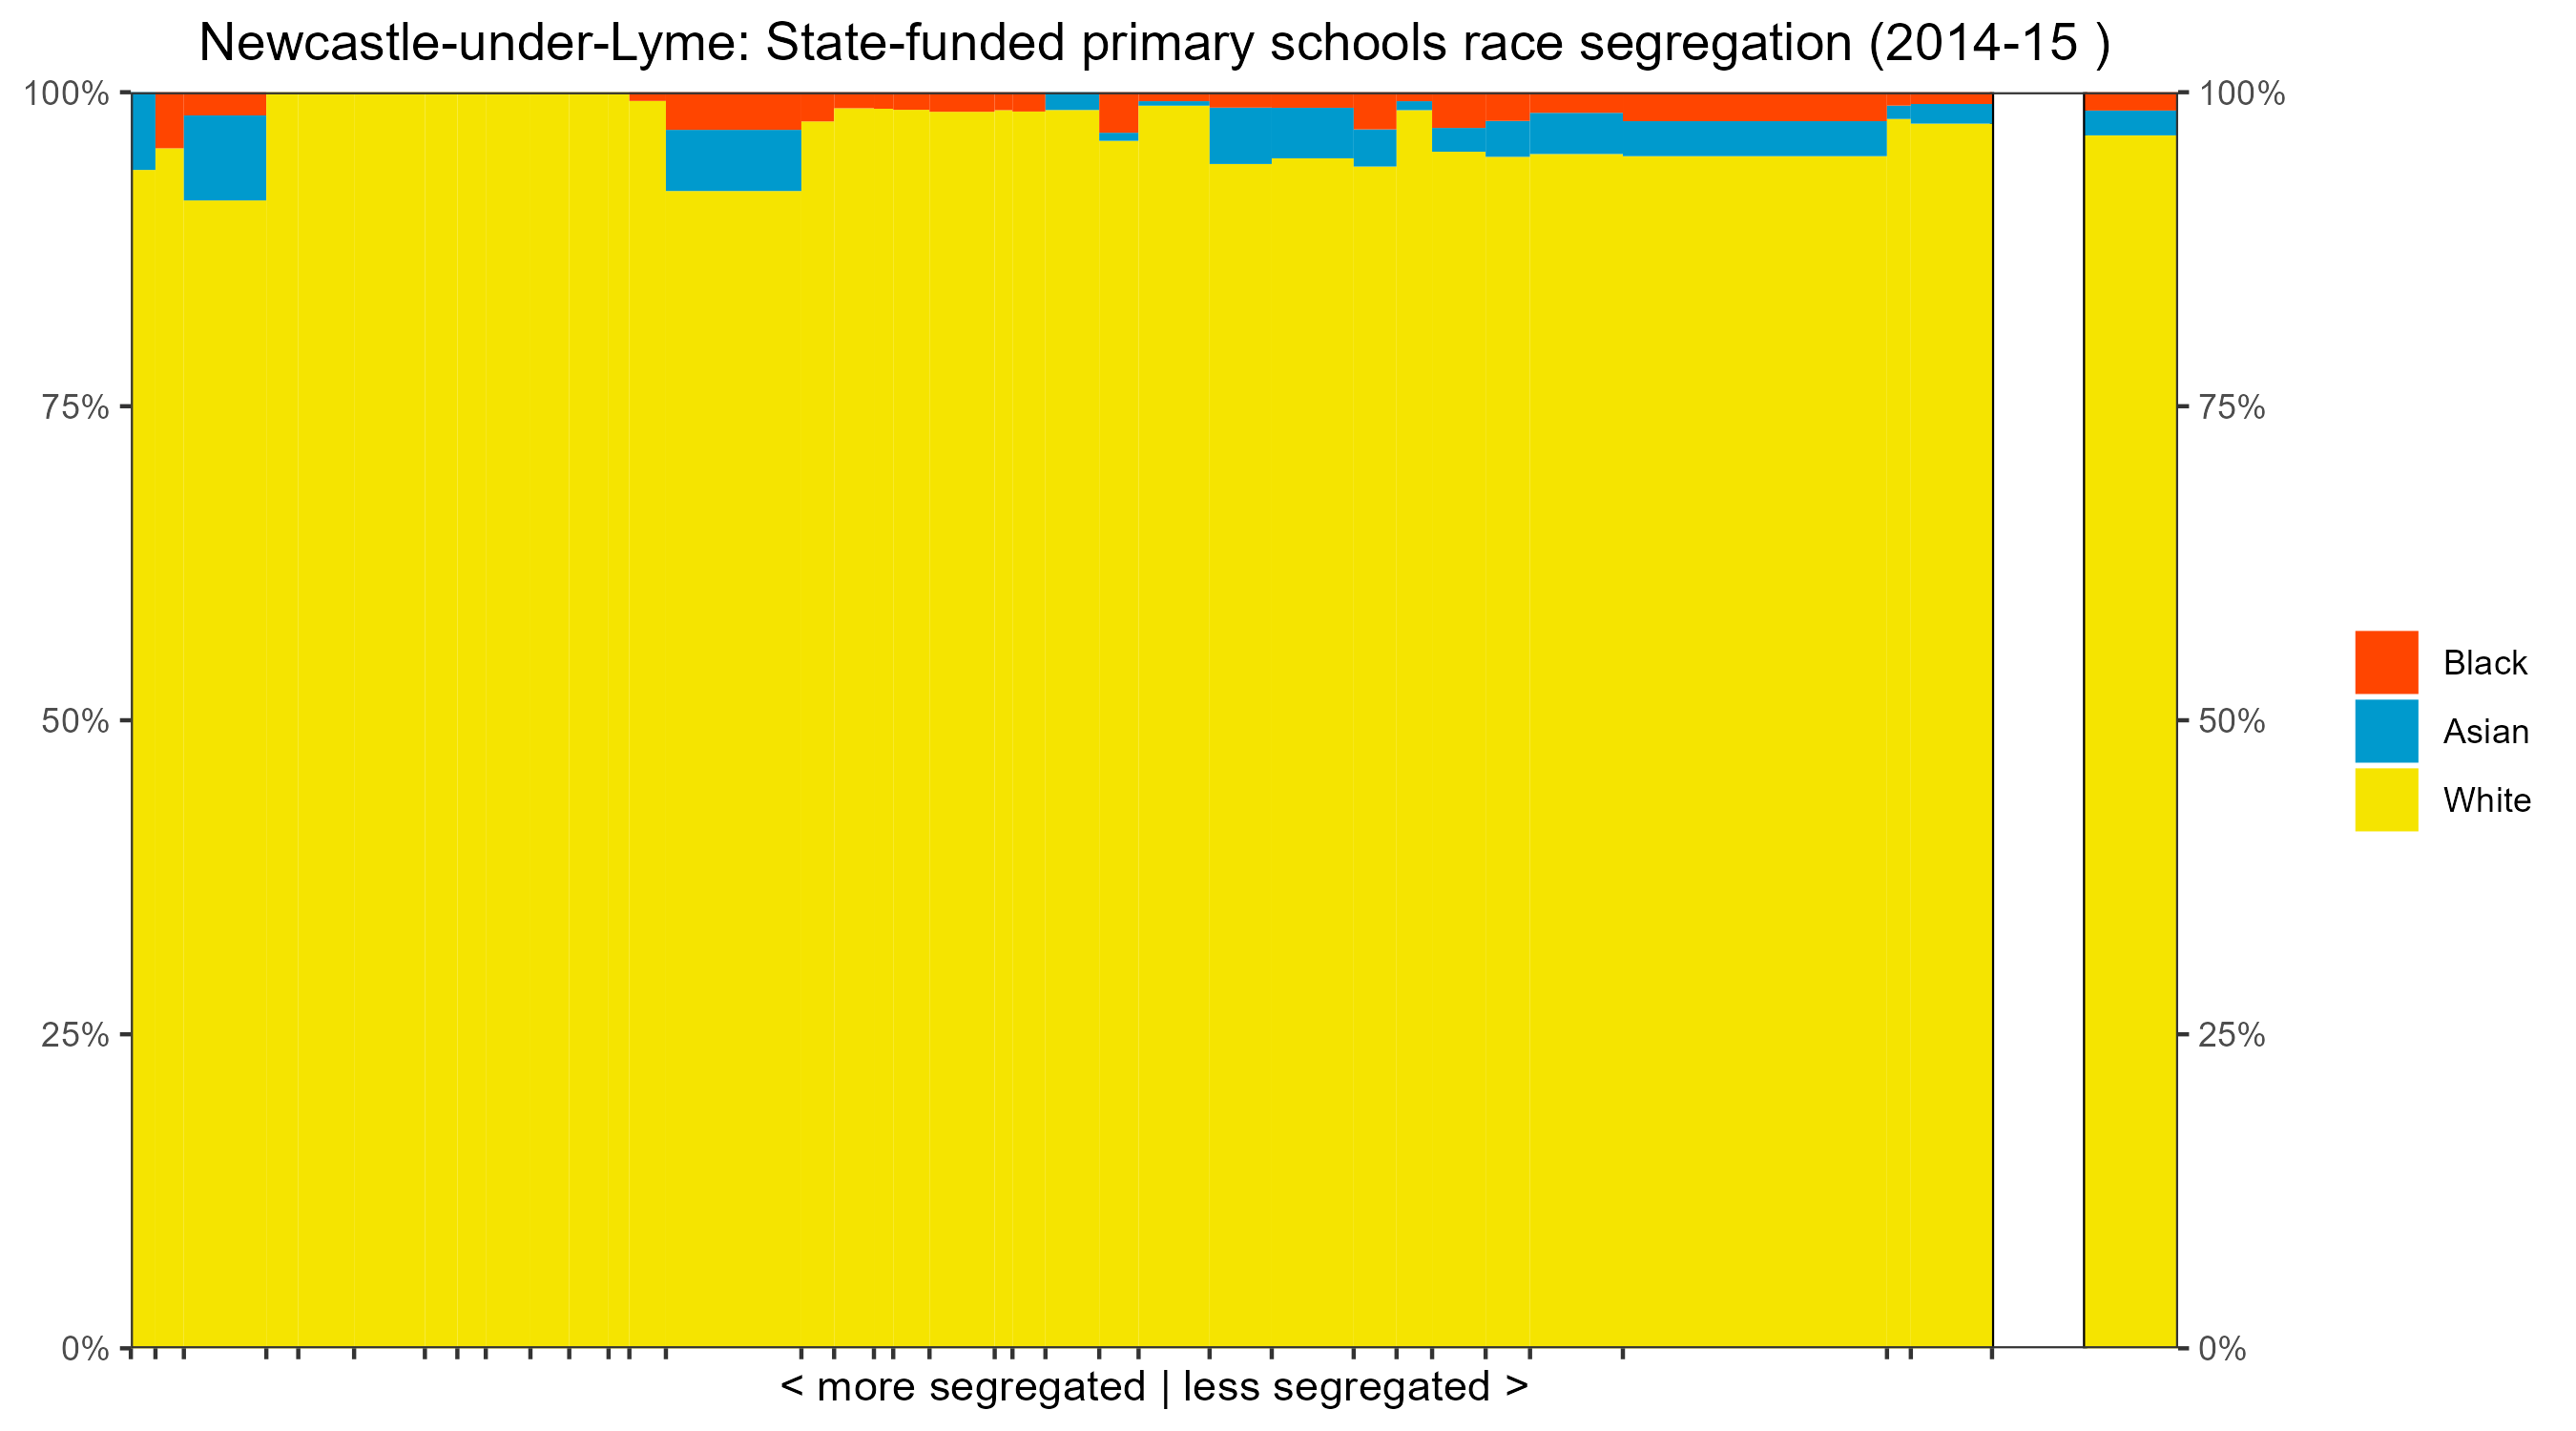 Newcastle-under-Lyme: State-funded primary schools race segregation (2014-15 )
100%
100%
75%
75%
50%
50%
25%
25%
0%
0%
Black
Asian
White
< more segregated | less segregated >